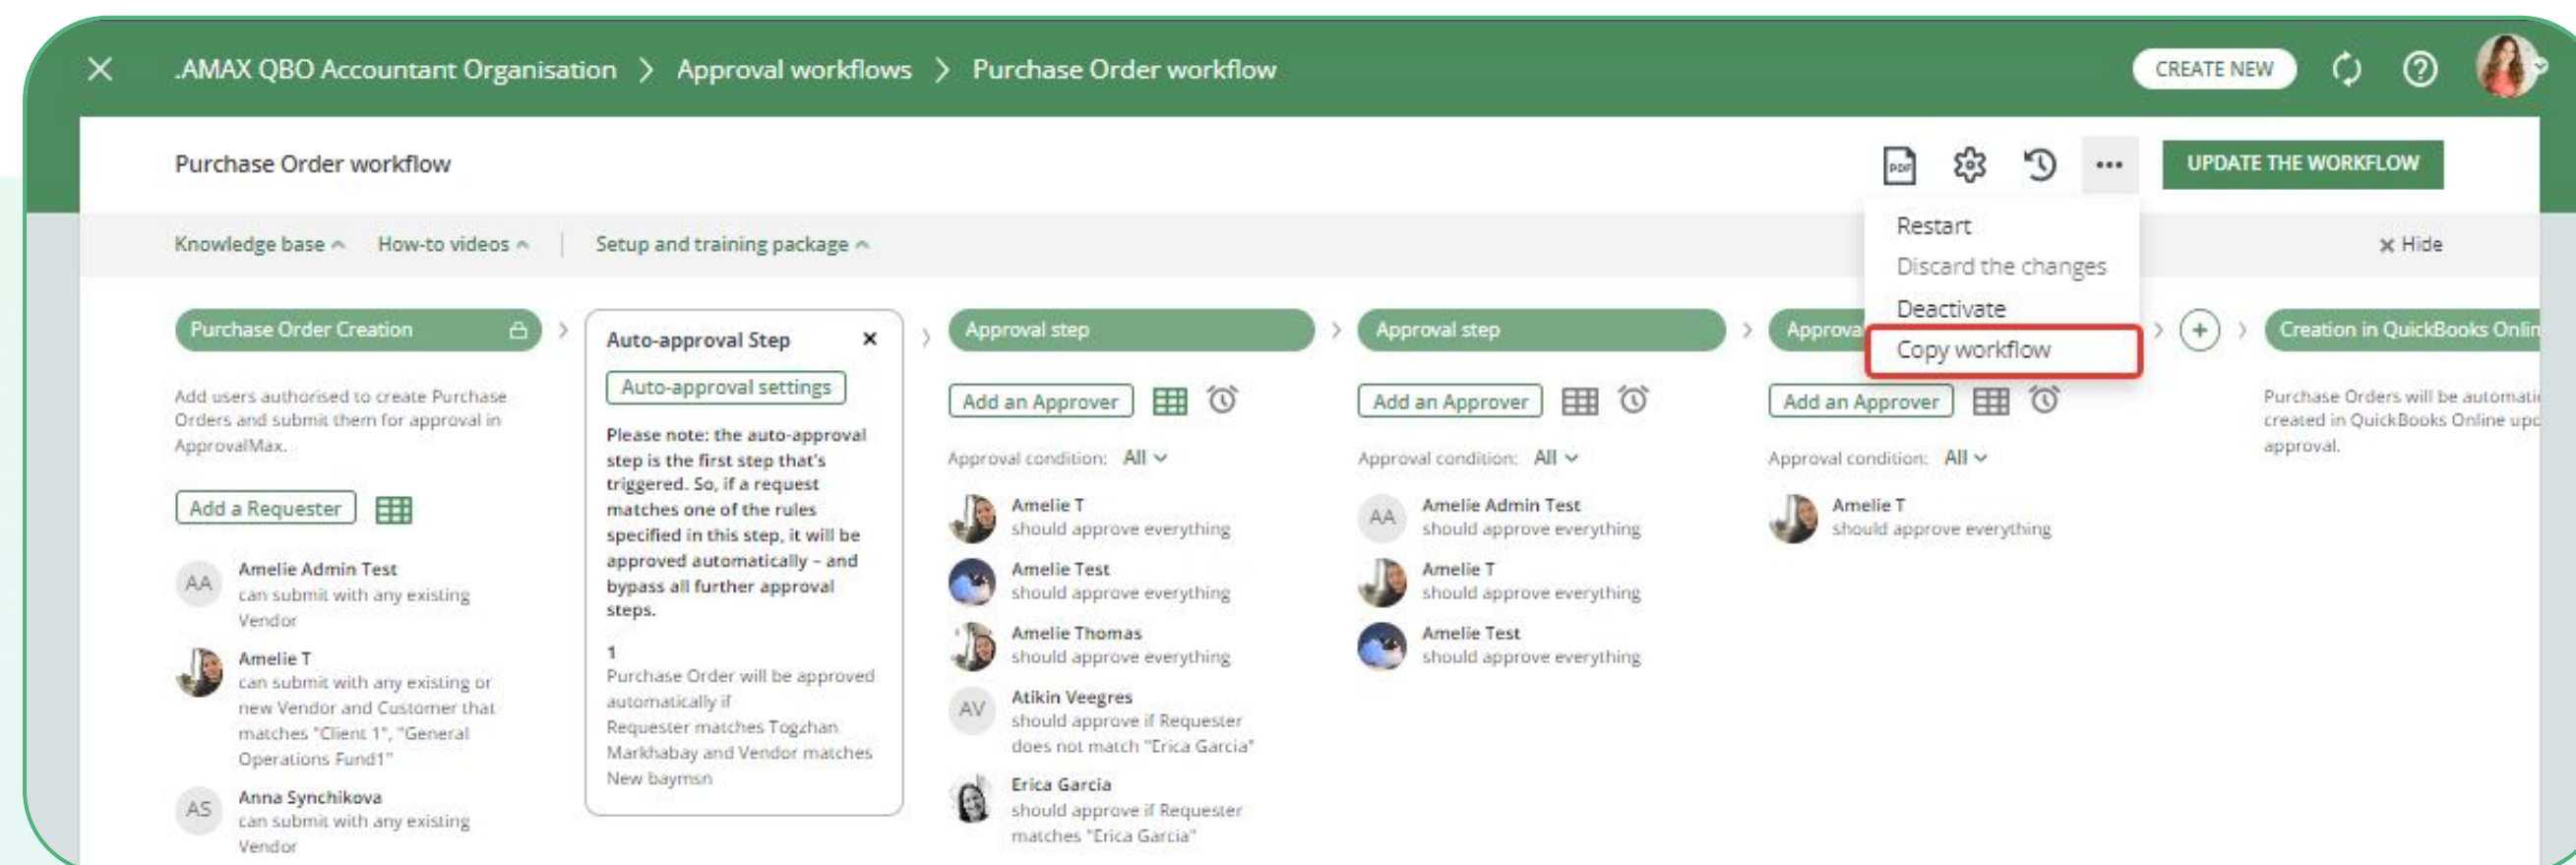 .AMAX QBO Accountant Organisation > Approval workflows > Purchase Order workflow
CREATE NEW
Purchase Order workflow
PDF
UPDATE THE WORKFLOW
Knowledge base
How-to videos
Setup and training package
Hide
Restart
Discard the changes
Deactivate
Copy workflow
Purchase Order Creation
Add users authorised to create Purchase
Orders and submit them for approval in
ApprovalMax.
Add a Requester
AA
Amelie Admin Test
can submit with any existing
Vendor
Amelie T
can submit with any existing or
new Vendor and Customer that
matches "Client 1", "General
Operations Fund1"
AS
Anna Synchikova
can submit with any existing
Vendor
Auto-approval Step
Auto-approval settings
Please note: the auto-approval
step is the first step that's
triggered. So, if a request
matches one of the rules
specified in this step, it will be
approved automatically – and
bypass all further approval
steps.
1
Purchase Order will be approved
automatically if
Requester matches Togzhan
Markhabay and Vendor matches
New baymsn
Approval step
Add an Approver
Approval condition: All
Amelie T
should approve everything
Amelie Test
should approve everything
Amelie Thomas
should approve everything
AV
Atikin Veegres
should approve if Requester
does not match "Erica Garcia"
Erica Garcia
should approve if Requester
matches "Erica Garcia"
Approval step
Add an Approver
Approval condition: All
AA
Amelie Admin Test
should approve everything
Amelie T
should approve everything
Amelie Test
should approve everything
Approva
Add an Approver
Approval condition: All
Amelie T
should approve everything
Creation in QuickBooks Onlin
Purchase Orders will be automati
created in QuickBooks Online upo
approval.